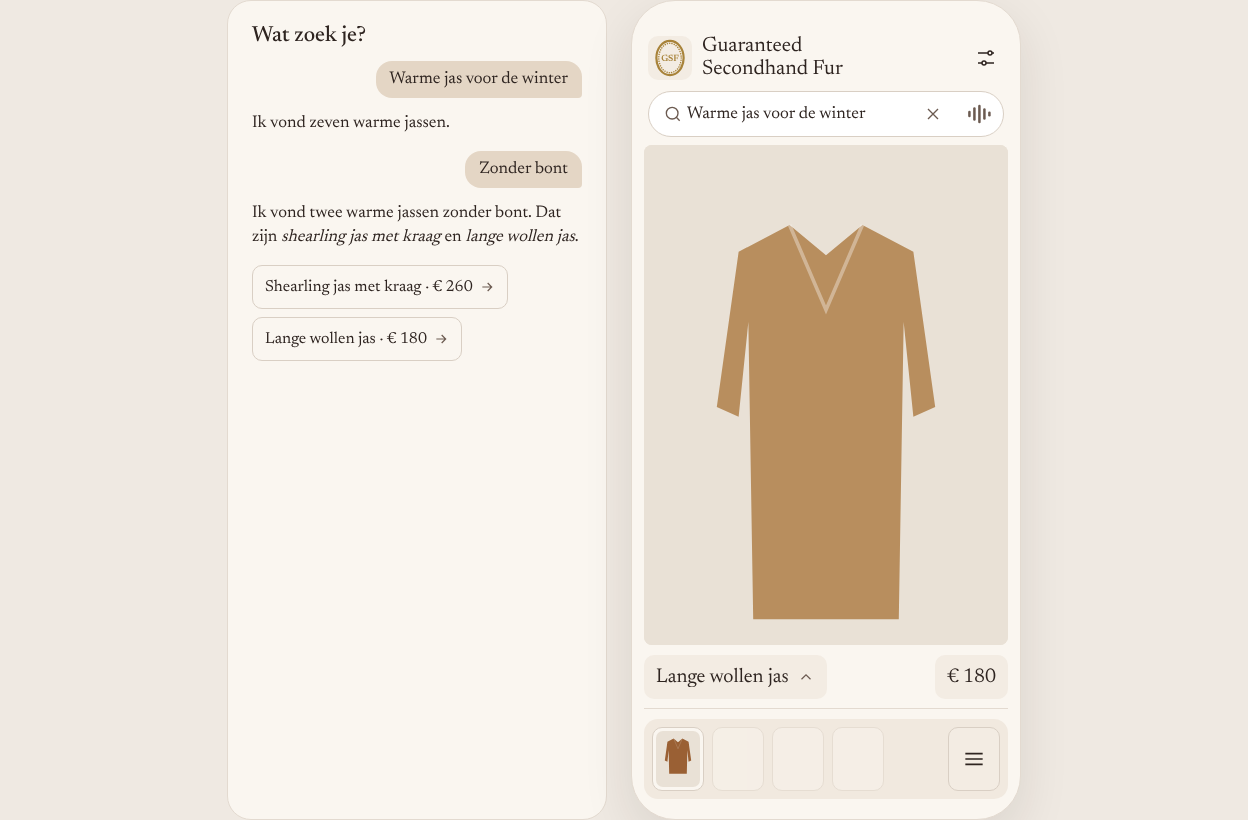 Wat zoek je?
Warme jas voor de winter
Ik vond zeven warme jassen.
Zonder bont
Ik vond twee warme jassen zonder bont. Dat
zijn shearling jas met kraag en lange wollen jas.
Shearling jas met kraag · € 260 →
Lange wollen jas · € 180 →
GSF
Guaranteed
Secondhand Fur
Warme jas voor de winter
Lange wollen jas
€ 180